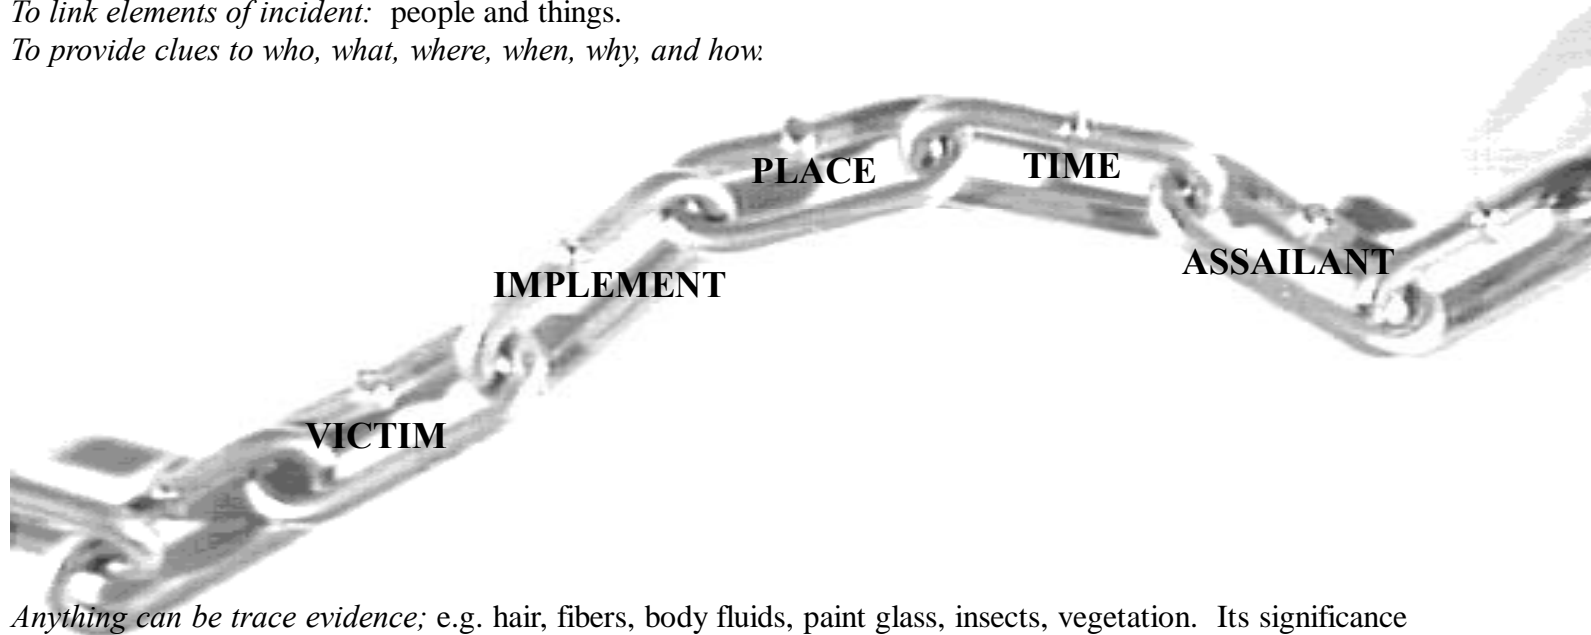 To link elements of incident: people and things.
To provide clues to who, what, where, when, why, and how.
PLACE
TIME
ASSAILANT
IMPLEMENT
VICTIM
Anything can be trace evidence; e.g. hair, fibers, body fluids, paint glass, insects, vegetation. Its significance